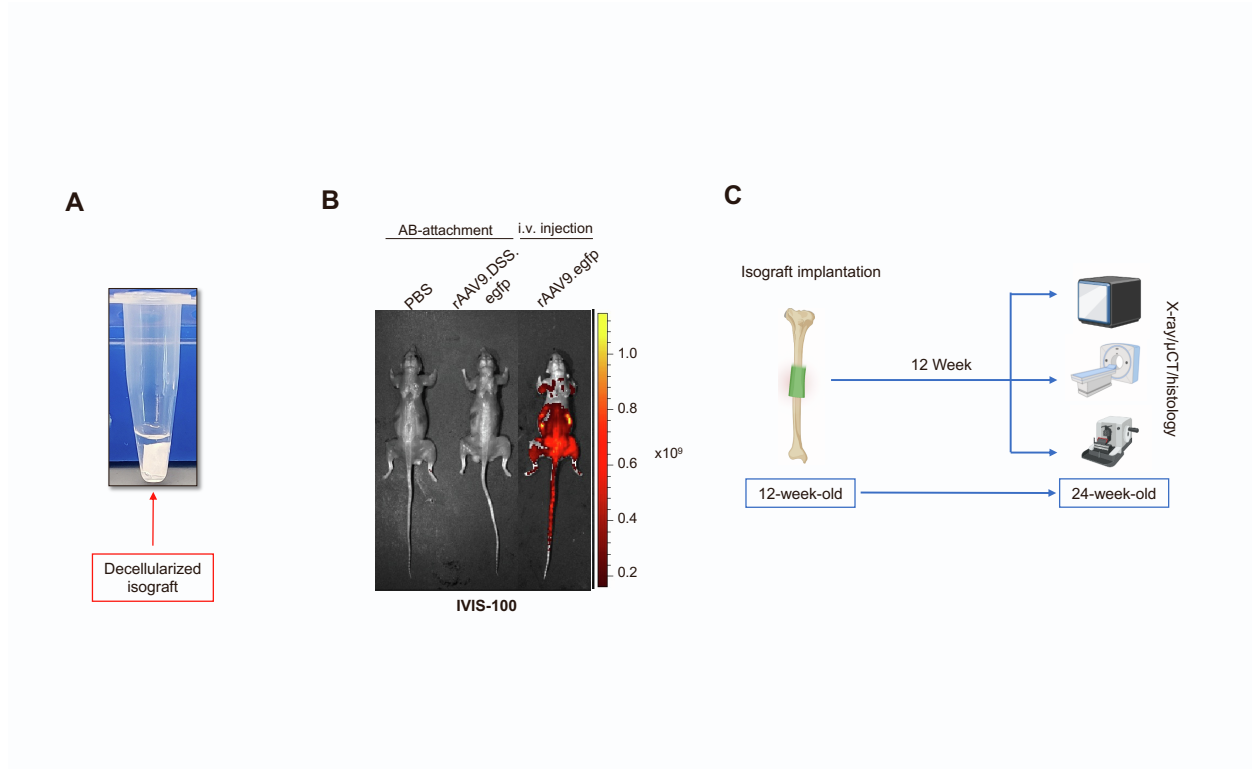 A
Decellularized
isograft
B
AB-attachment
i.v. injection
PBS
rAAV9.DSS.
egfp
rAAV9.egfp
1.0
0.8
0.6
0.4
0.2
x10⁹
IVIS-100
C
Isograft implantation
12 Week
X-ray/μCT/histology
12-week-old
24-week-old